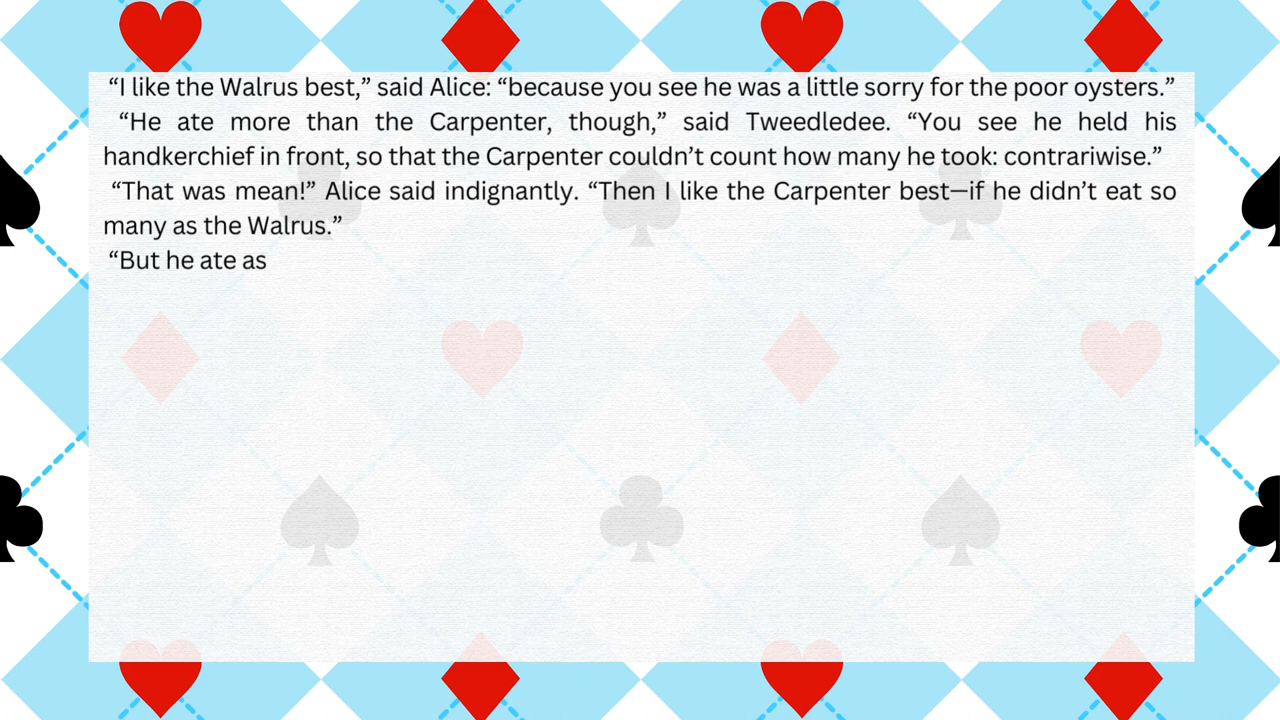 “I like the Walrus best,” said Alice: “because you see he was a little sorry for the poor oysters.”
“He ate more than the Carpenter, though,” said Tweedledee. “You see he held his
handkerchief in front, so that the Carpenter couldn’t count how many he took: contrariwise.”
“That was mean!” Alice said indignantly. “Then I like the Carpenter best—if he didn’t eat so
many as the Walrus.”
“But he ate as